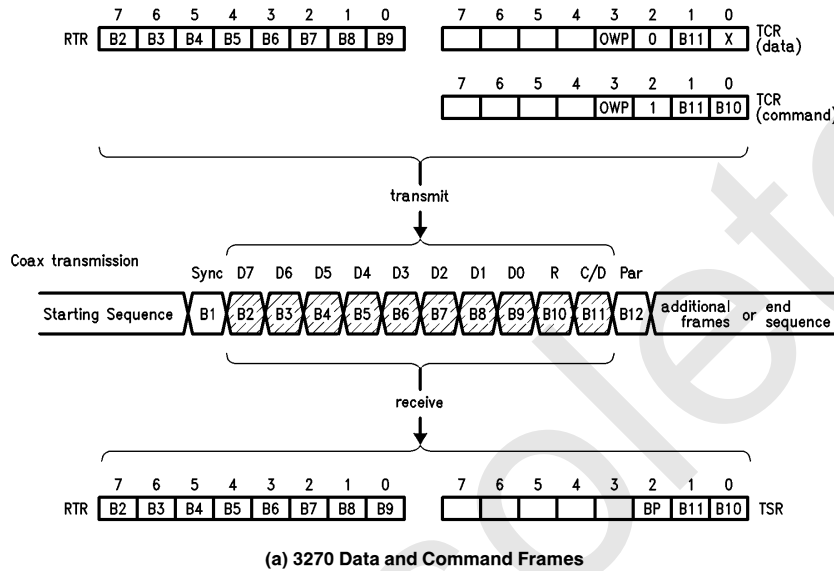 7 6 5 4 3 2 1 0 7 6 5 4 3 2 1 0
RTR B2 B3 B4 B5 B6 B7 B8 B9 OWP 0 B11 X TCR (data)
7 6 5 4 3 2 1 0
OWP 1 B11 B10 TCR (command)
transmit
Coax transmission
Sync D7 D6 D5 D4 D3 D2 D1 D0 R C/D Par
Starting Sequence B1 B2 B3 B4 B5 B6 B7 B8 B9 B10 B11 B12 additional frames or end sequence
receive
7 6 5 4 3 2 1 0 7 6 5 4 3 2 1 0
RTR B2 B3 B4 B5 B6 B7 B8 B9 BP B11 B10 TSR
(a) 3270 Data and Command Frames